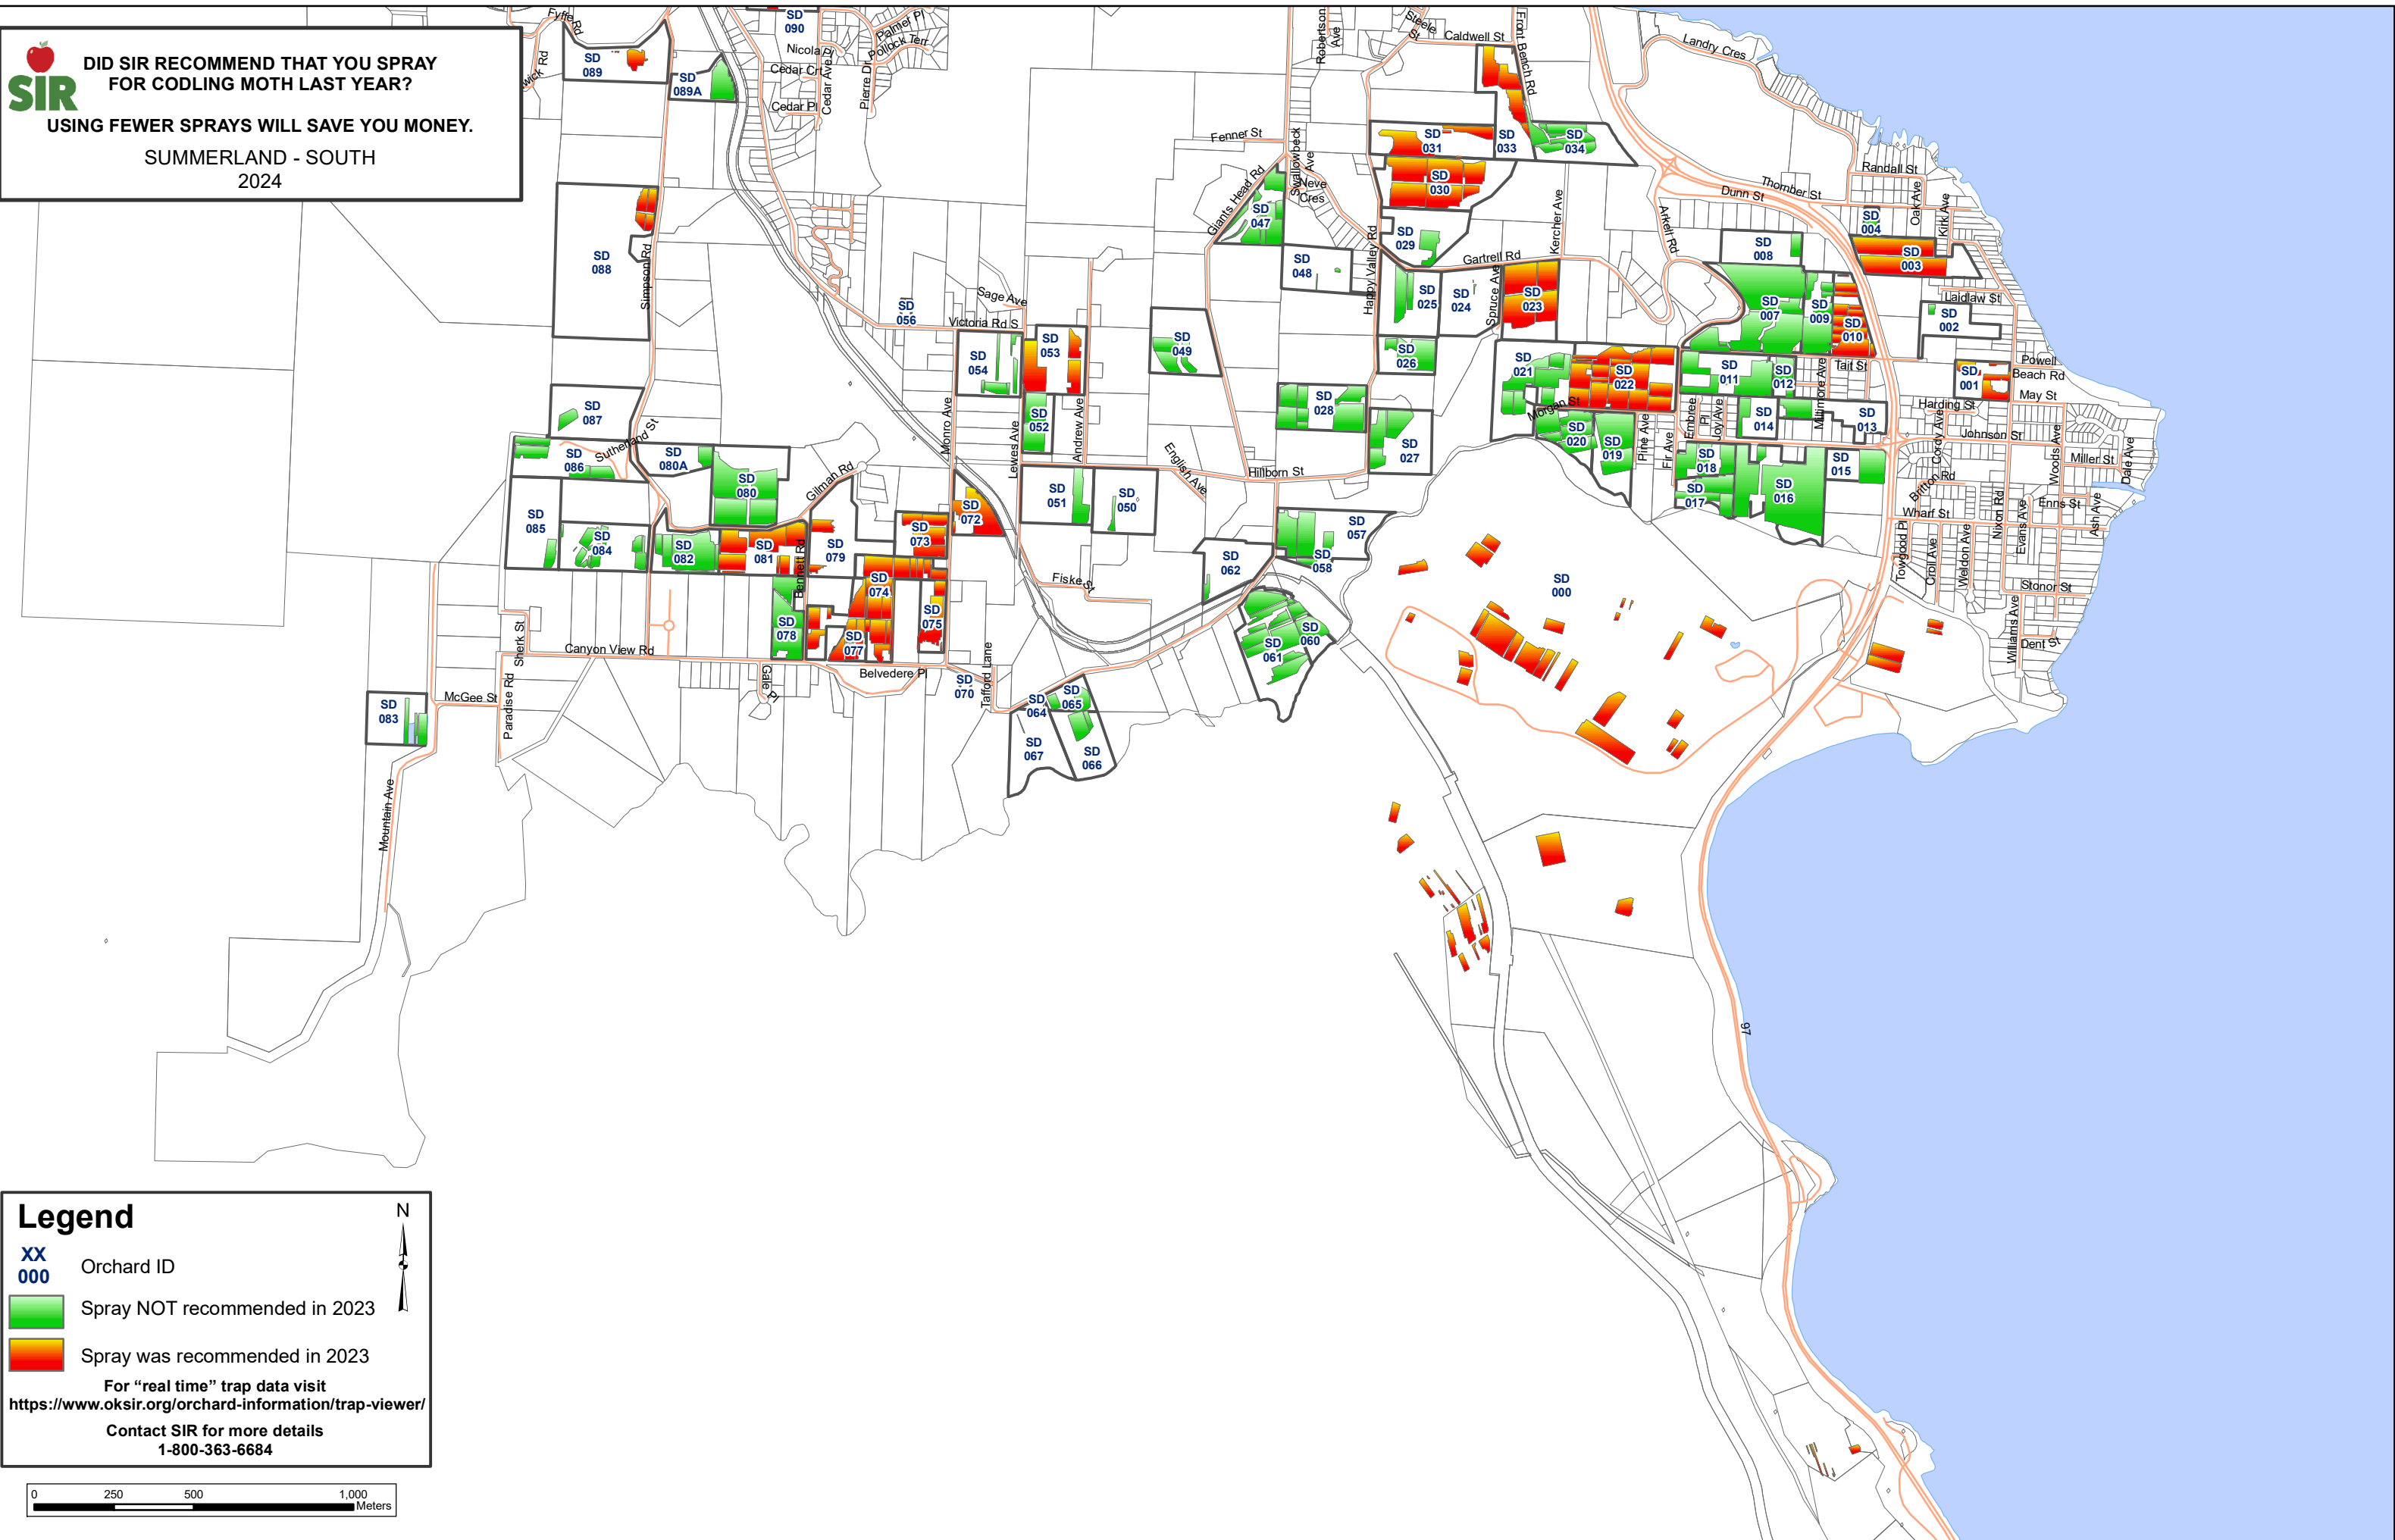 SIR
DID SIR RECOMMEND THAT YOU SPRAY
FOR CODLING MOTH LAST YEAR?
USING FEWER SPRAYS WILL SAVE YOU MONEY.
SUMMERLAND - SOUTH
2024
Fyffe Rd
wick Rd
SD
089
SD
089A
SD
090
Nicola Pl
Palmer Pl
Pollock Terr
Cedar Crt
Cedar Ave
Cedar Pl
Pierre Dr
Robertson
Ave
Steele
St
Caldwell St
Front Bench Rd
Landry Cres
Fenner St
Swallowbeck
Ave
Neve
Cres
Giants Head Rd
SD
031
SD
033
SD
034
SD
030
SD
047
SD
029
SD
048
Happy Valley Rd
Gartrell Rd
Kercher Ave
Arkell Rd
Dunn St
Thornber St
Randall St
Oak Ave
Kirk Ave
SD
004
SD
003
SD
008
SD
007
SD
009
SD
010
Laidlaw St
SD
002
SD
001
Powell
Beach Rd
May St
Harding St
SD
088
Simpson Rd
SD
056
Sage Ave
Victoria Rd S
SD
054
SD
053
SD
049
SD
025
SD
024
Spruce Ave
SD
023
SD
026
SD
021
SD
022
SD
011
SD
012
Tait St
Milimore Ave
SD
014
SD
013
Morgan St
SD
020
SD
019
Pine Ave
Fir Ave
Embree
Pl
Joy Ave
SD
018
SD
017
SD
016
SD
015
Cordy Ave
Johnson St
Woods Ave
Miller St
Dale Ave
Britton Rd
Wharf St
Nixon Rd
Evans Ave
Enns St
Ash Ave
Towgood Pl
Croil Ave
Weldon Ave
Stonor St
Williams Ave
Dent St
SD
087
SD
086
Sutherland St
SD
080A
SD
080
Gilman Rd
Monro Ave
Lewes Ave
SD
052
Andrew Ave
SD
028
SD
027
English Ave
Hillborn St
SD
085
SD
084
SD
082
SD
081
Bennett Rd
SD
079
SD
073
SD
072
SD
051
SD
050
SD
057
SD
058
SD
062
SD
000
SD
074
SD
075
SD
078
SD
077
Fiske St
SD
060
SD
061
Sherk St
Canyon View Rd
Gale Pl
Belvedere Pl
SD
070
Tafford Lane
SD
064
SD
065
SD
067
SD
066
SD
083
McGee St
Paradise Rd
Mountain Ave
97
Legend
N
XX
000
Orchard ID
Spray NOT recommended in 2023
Spray was recommended in 2023
For “real time” trap data visit
https://www.oksir.org/orchard-information/trap-viewer/
Contact SIR for more details
1-800-363-6684
0 250 500 1,000
Meters